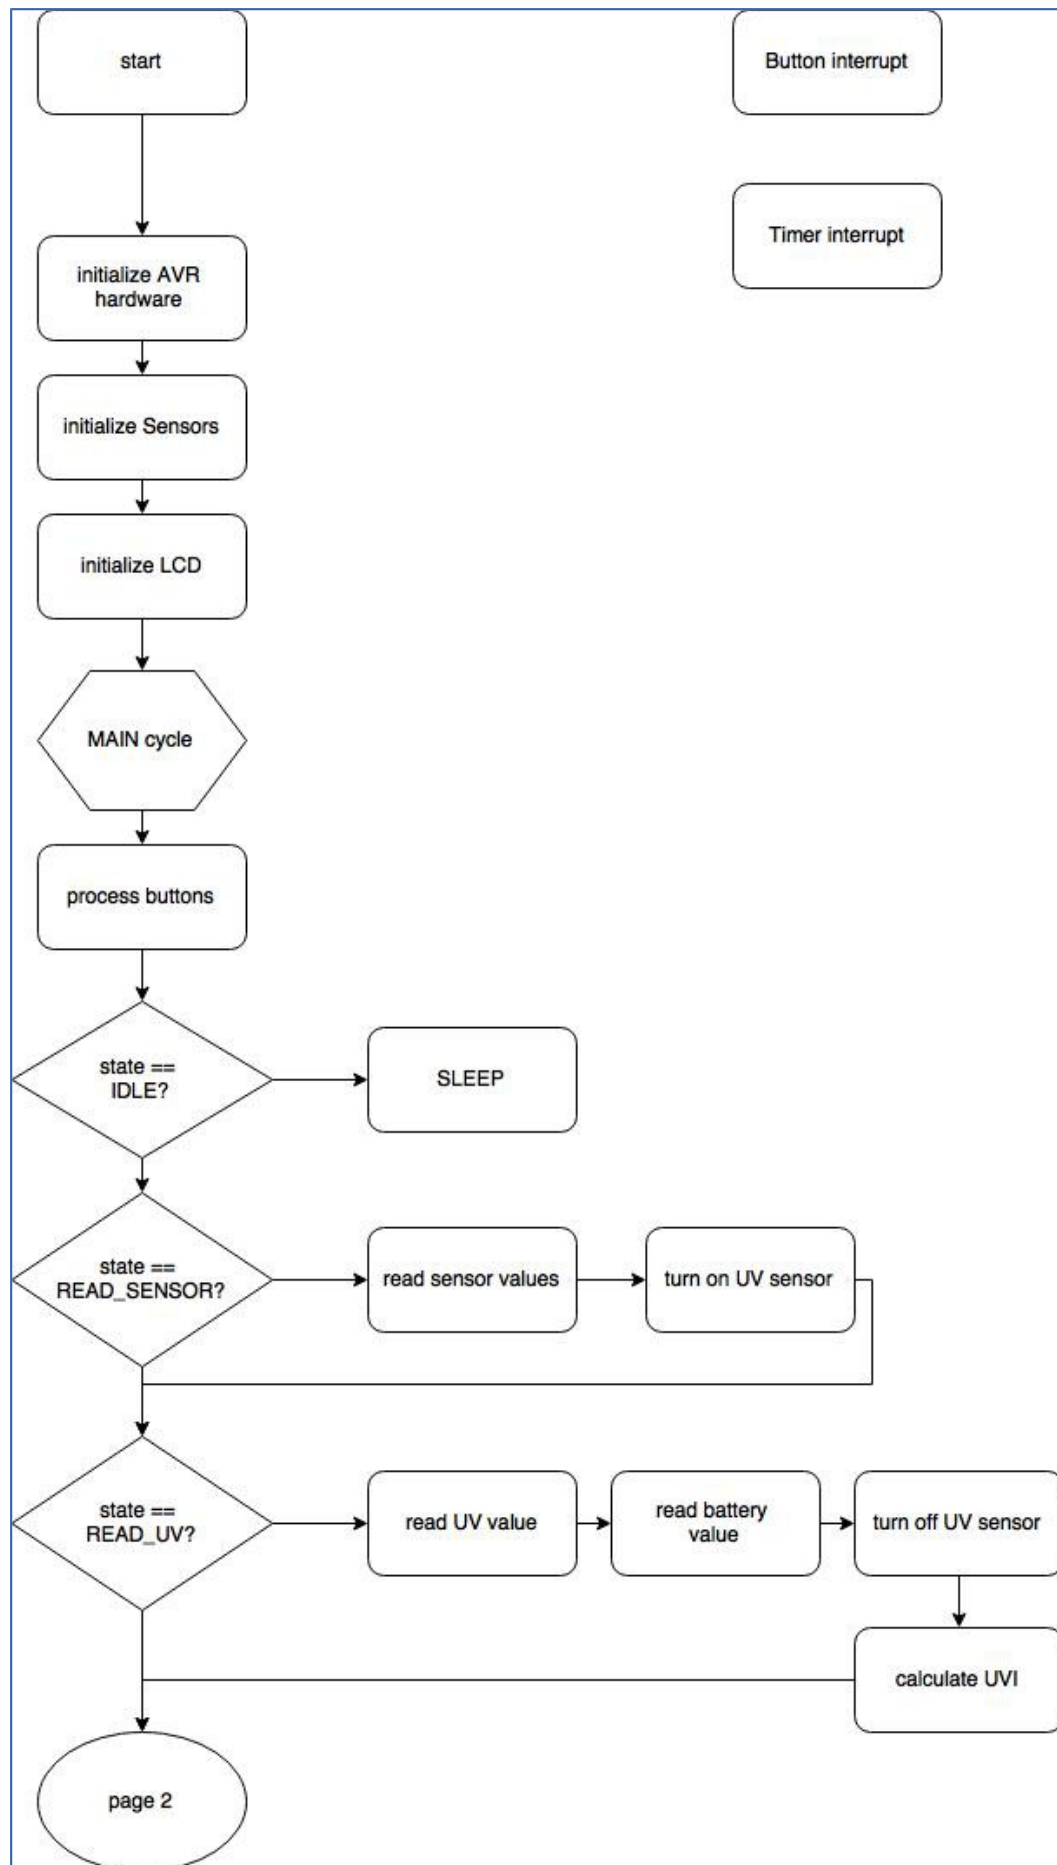 start
Button interrupt
Timer interrupt
initialize AVR
hardware
initialize Sensors
initialize LCD
MAIN cycle
process buttons
state ==
IDLE?
SLEEP
state ==
READ_SENSOR?
read sensor values
turn on UV sensor
state ==
READ_UV?
read UV value
read battery
value
turn off UV sensor
calculate UVI
page 2